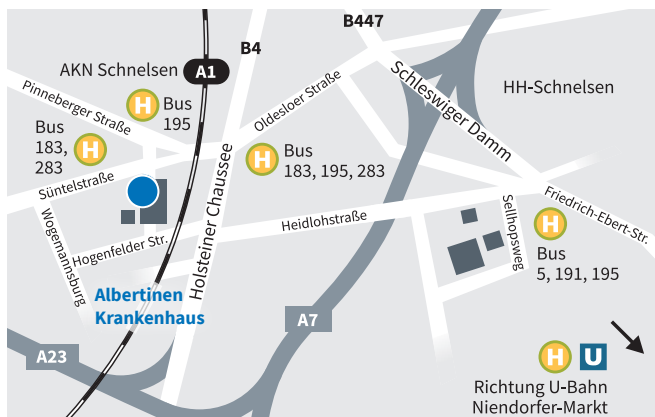 B447
B4
AKN Schnelsen
A1
Pinneberger Straße
H
Bus
195
Oldesloer Straße
Schleswiger Damm
HH-Schnelsen
Bus
183,
283
H
H
Bus
183, 195, 283
Süntelstraße
Holsteiner Chaussee
Wogemannsburg
Hogenfelder Str.
Heidlohstraße
Sellhopsweg
Friedrich-Ebert-Str.
H
Bus
5, 191, 195
Albertinen
Krankenhaus
A7
A23
H
U
Richtung U-Bahn
Niendorfer-Markt